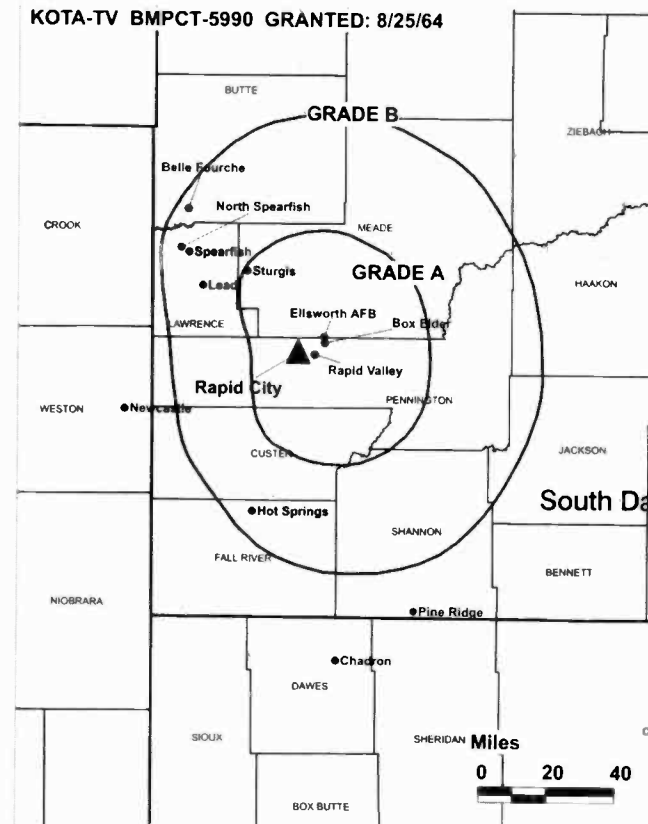 KOTA-TV BMPCT-5990 GRANTED: 8/25/64
BUTTE
GRADE B
ZIEBACH
Belle Fourche
North Spearfish
CROOK
MEADE
Spearfish
Sturgis
GRADE A
Lead
HAAKON
Ellsworth AFB
LAWRENCE
Box Elder
Rapid Valley
Rapid City
PENNINGTON
WESTON
Newcastle
CUSTER
JACKSON
South Da
Hot Springs
SHANNON
FALL RIVER
BENNETT
NIOBRARA
Pine Ridge
Chadron
DAWES
SIOUX
SHERIDAN
Miles
0 20 40
BOX BUTTE